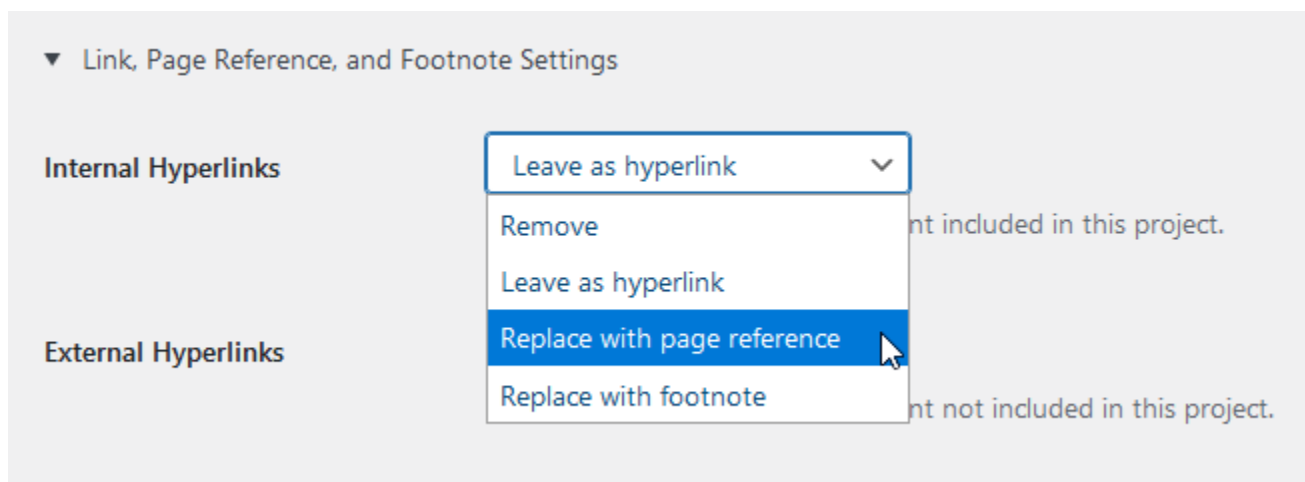 Link, Page Reference, and Footnote Settings
Internal Hyperlinks
Leave as hyperlink
Remove
nt included in this project.
Leave as hyperlink
Replace with page reference
External Hyperlinks
Replace with footnote
nt not included in this project.